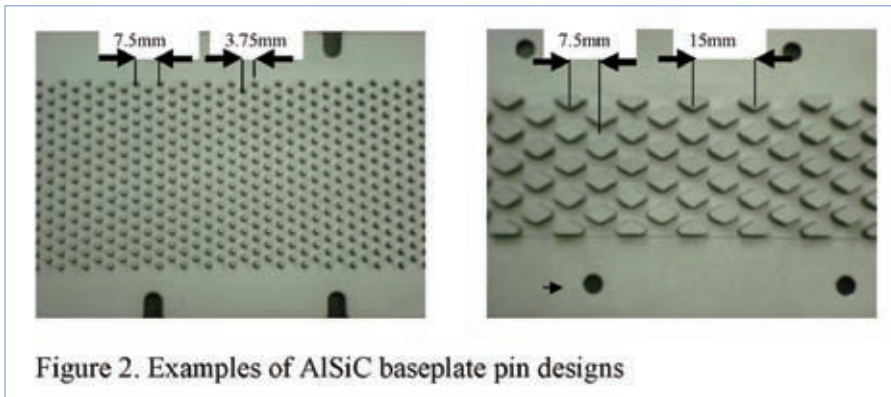 7.5mm 3.75mm 7.5mm 15mm
Figure 2. Examples of AlSiC baseplate pin designs